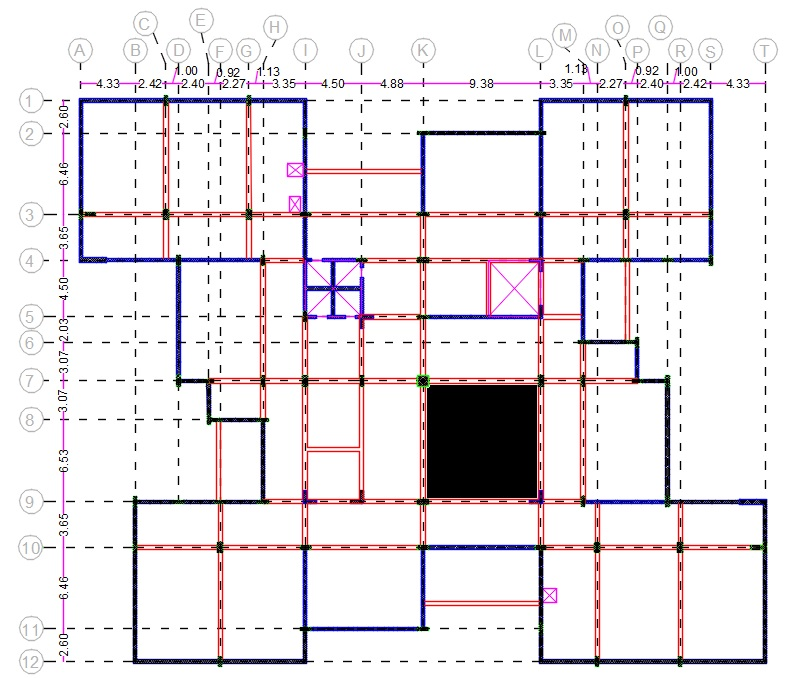 E
C
H
O
Q
M
A
B
D
F
G
I
J
K
L
N
P
R
S
T
1.00
0.92
1.13
1.13
0.92
1.00
4.33
2.42
2.40
2.27
3.35
4.50
4.88
9.38
3.35
2.27
2.40
2.42
4.33
1
2.60
2
6.46
3
3.65
4
4.50
5
2.03
6
3.07
7
3.07
8
6.53
9
3.65
10
6.46
11
2.60
12